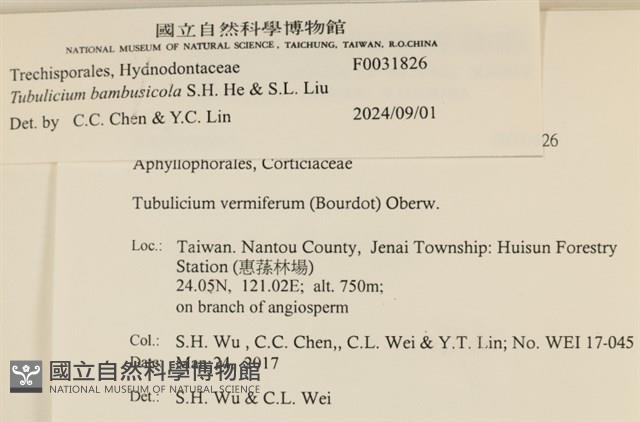 國立自然科學博物館
NATIONAL MUSEUM OF NATURAL SCIENCE, TAICHUNG, TAIWAN, R.O.CHINA
Trechisporales, Hydnodontaceae F0031826
Tubulicium bambusicola S.H. He & S.L. Liu
Det. by C.C. Chen & Y.C. Lin 2024/09/01
26
Aphyllophorales, Corticiaceae
Tubulicium vermiferum (Bourdot) Oberw.
Loc.: Taiwan. Nantou County, Jenai Township: Huisun Forestry
Station (惠蓀林場)
24.05N, 121.02E; alt. 750m;
on branch of angiosperm
Col.: S.H. Wu , C.C. Chen,, C.L. Wei & Y.T. Lin; No. WEI 17-045
Date: 24, 2017
國立自然科學博物館
NATIONAL MUSEUM OF NATURAL SCIENCE
Det.: S.H. Wu & C.L. Wei